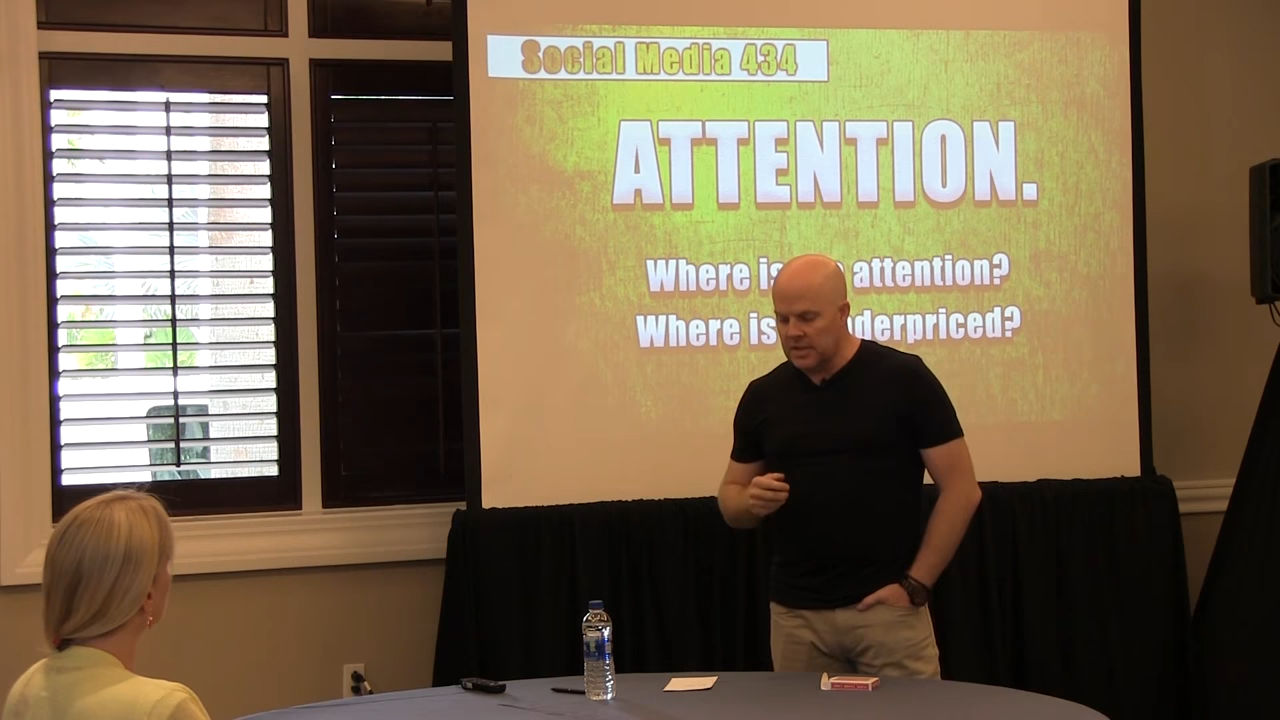 Social Media 434
ATTENTION.
Where is attention?
Where is